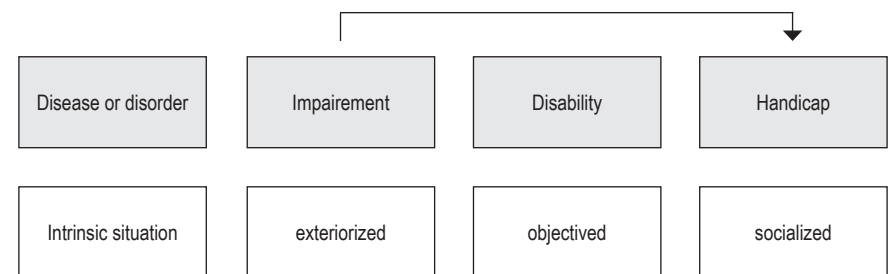 Disease or disorder
Impairement
Disability
Handicap
Intrinsic situation
exteriorized
objectived
socialized